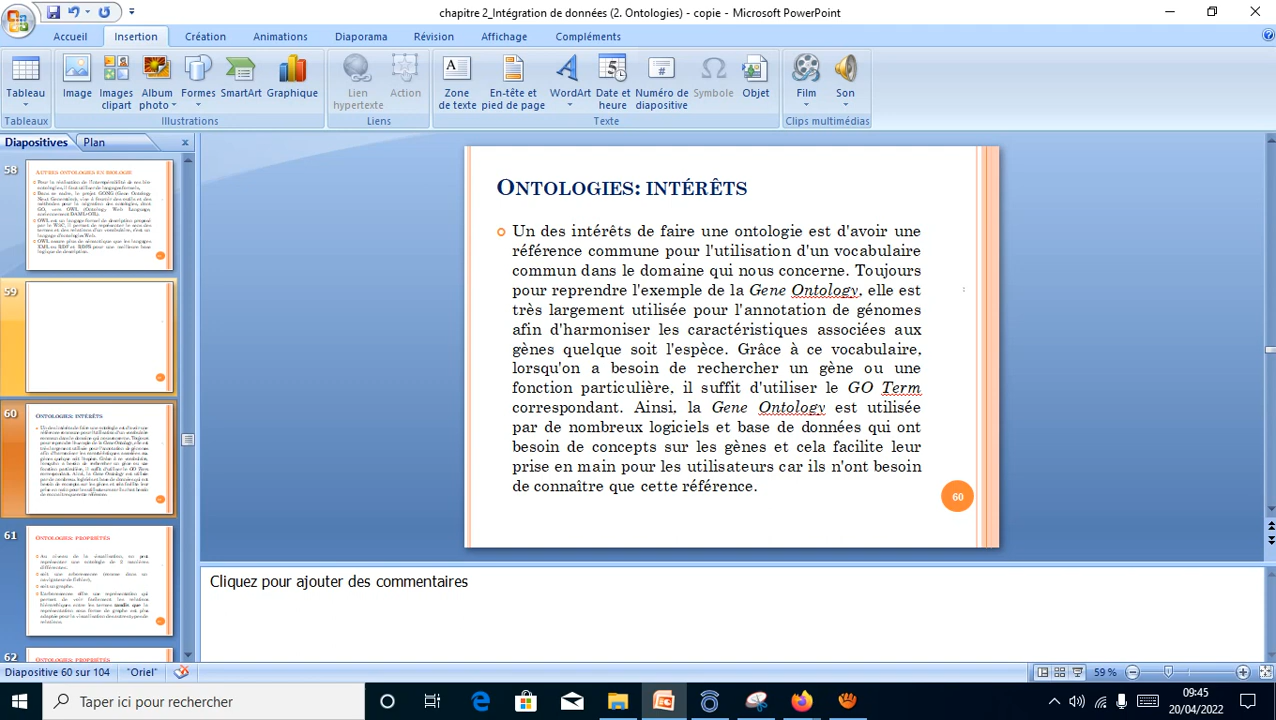 chapitre 2_Intégration de données (2. Ontologies) - copie - Microsoft PowerPoint
Accueil Insertion Création Animations Diaporama Révision Affichage Compléments
Tableau Image Images clipart Album photo Formes SmartArt Graphique Lien hypertexte Action Zone de texte En-tête et pied de page WordArt Date et heure Numéro de diapositive Symbole Objet Film Son
Tableaux Illustrations Liens Texte Clips multimédias
Diapositives Plan
58
AUTRES ONTOLOGIES EN BIOLOGIE
59
60
ONTOLOGIES: INTÉRÊTS
61
ONTOLOGIES: PROPRIÉTÉS
62
ONTOLOGIES: PROPRIÉTÉS
ONTOLOGIES: INTÉRÊTS
Un des intérêts de faire une ontologie est d'avoir une
référence commune pour l'utilisation d'un vocabulaire
commun dans le domaine qui nous concerne. Toujours
pour reprendre l'exemple de la Gene Ontology, elle est
très largement utilisée pour l'annotation de génomes
afin d'harmoniser les caractéristiques associées aux
gènes quelque soit l'espèce. Grâce à ce vocabulaire,
lorsqu'on a besoin de rechercher un gène ou une
fonction particulière, il suffit d'utiliser le GO Term
correspondant. Ainsi, la Gene Ontology est utilisée
par de nombreux logiciels et base de données qui ont
besoin de concepts sur les gènes et cela facilite leur
prise en main pour les utilisateurs car ils n'ont besoin
de connaître que cette référence.
60
Cliquez pour ajouter des commentaires
Diapositive 60 sur 104 "Oriel" 59 %
Taper ici pour rechercher
09:45
20/04/2022